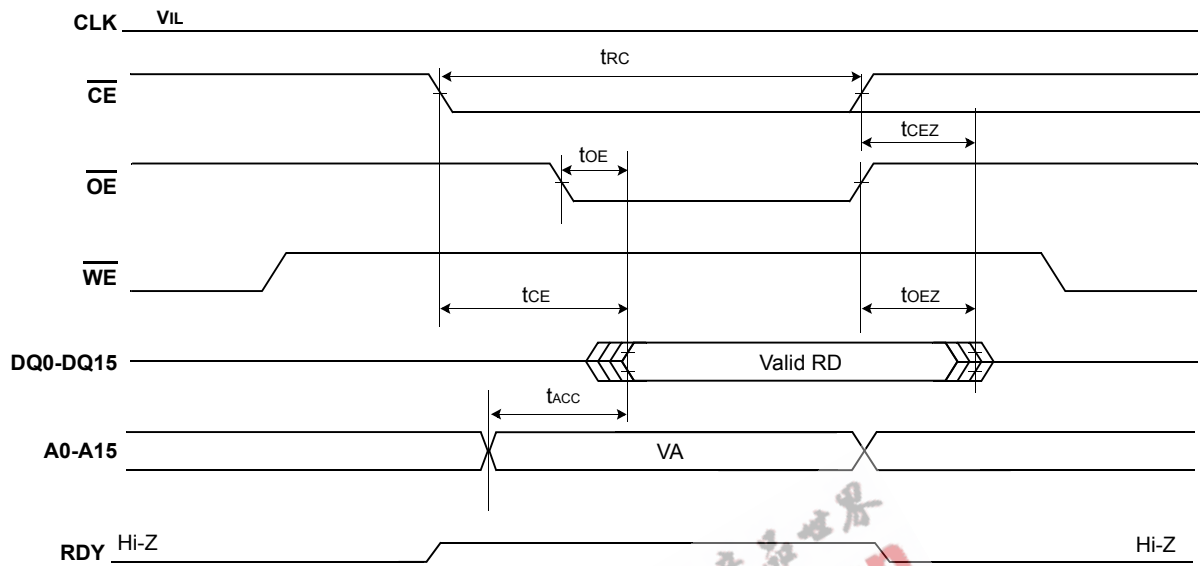 CLK VIL
tRC
CE
tCEZ
tOE
OE
WE
tCE
tOEZ
DQ0-DQ15 Valid RD
tACC
A0-A15 VA
RDY Hi-Z Hi-Z